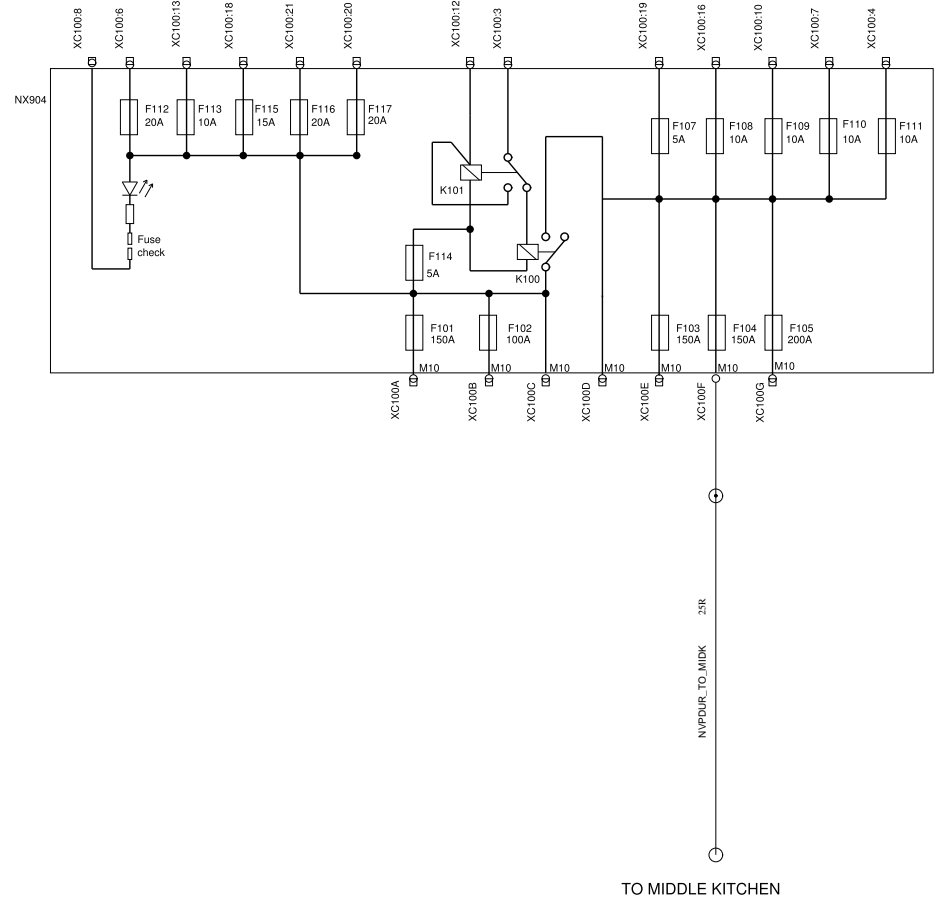 XC100:8
XC100:6
XC100:13
XC100:18
XC100:21
XC100:20
XC100:12
XC100:3
XC100:19
XC100:16
XC100:10
XC100:7
XC100:4
NX904
F112
20A
F113
10A
F115
15A
F116
20A
F117
20A
F107
5A
F108
10A
F109
10A
F110
10A
F111
10A
K101
Fuse
check
F114
5A
K100
F101
150A
F102
100A
F103
150A
F104
150A
F105
200A
M10
M10
M10
M10
M10
M10
M10
XC100A
XC100B
XC100C
XC100D
XC100E
XC100F
XC100G
25R
NVPDUR_TO_MIDK
TO MIDDLE KITCHEN